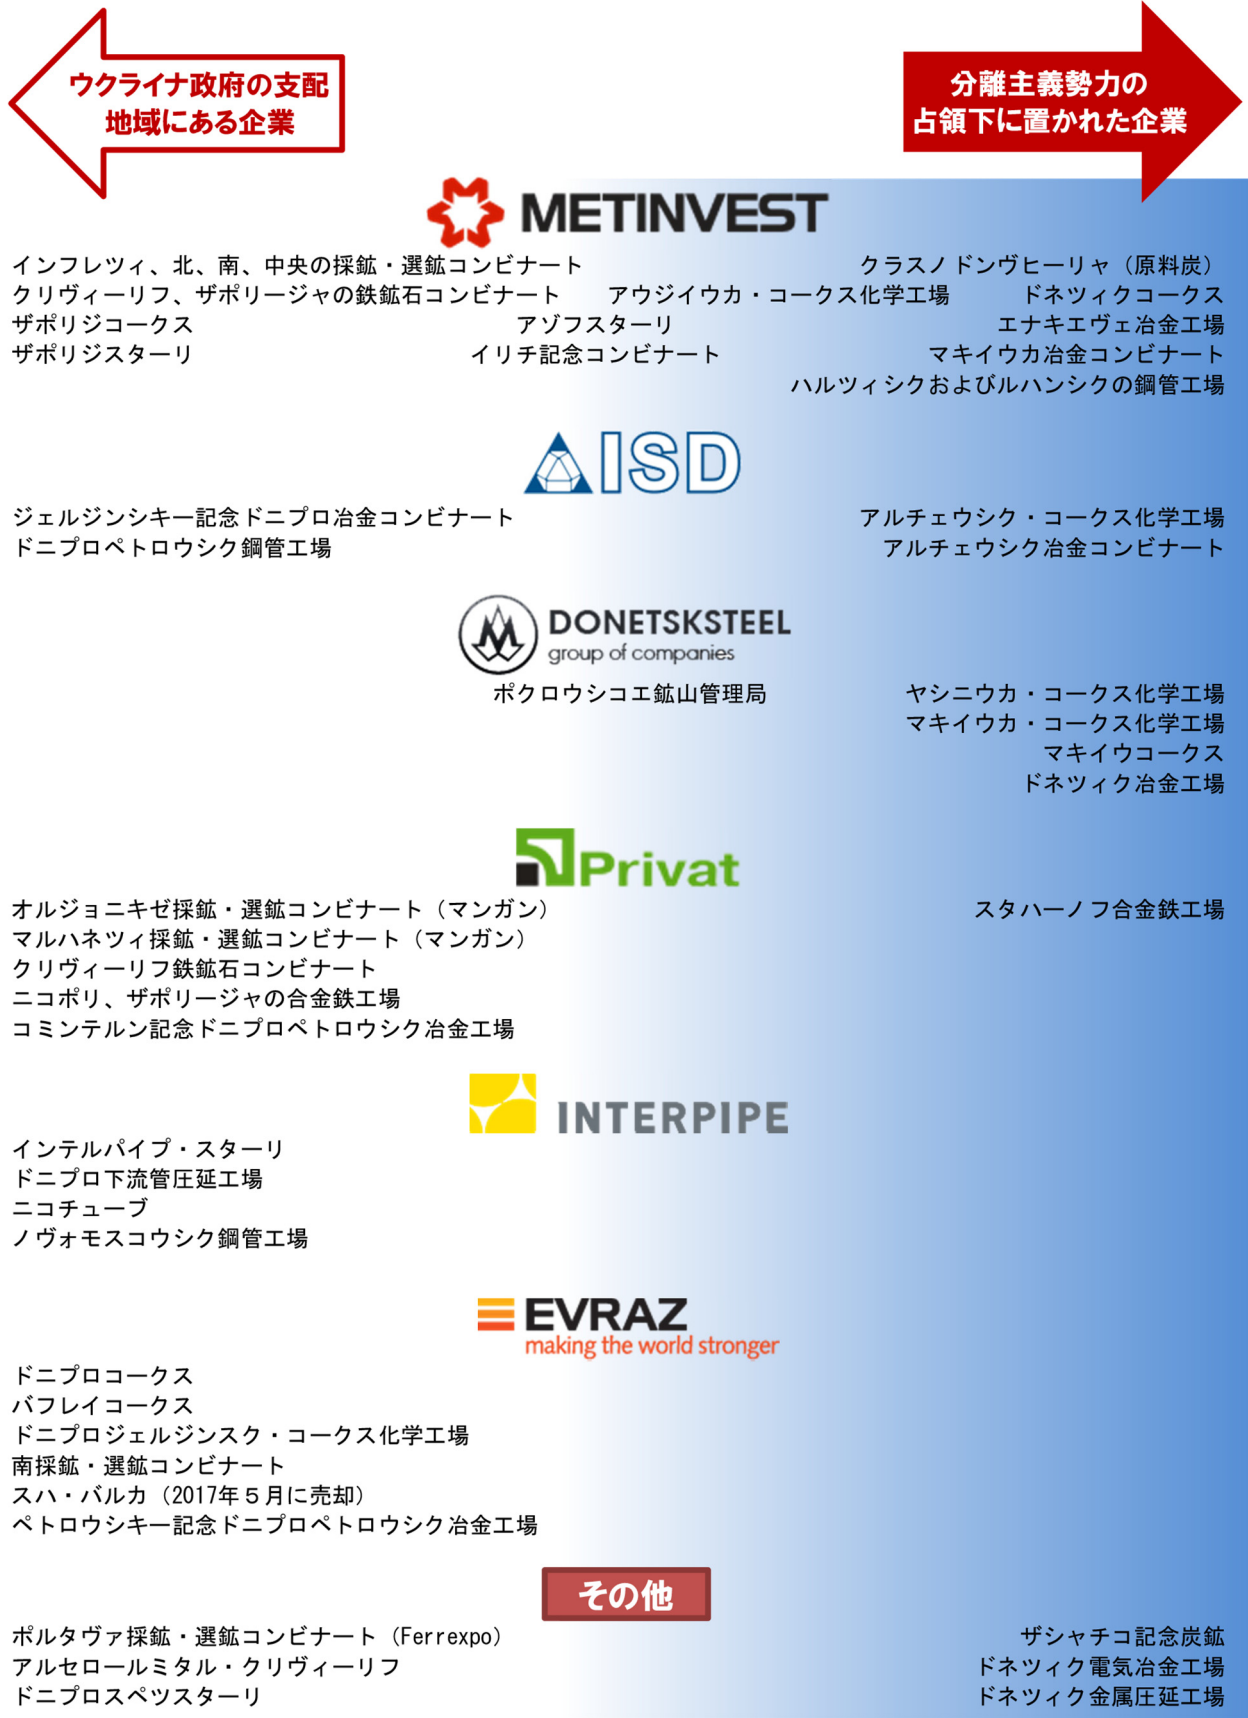 ウクライナ政府の支配
地域にある企業
分離主義勢力の
占領下に置かれた企業
METINVEST
インフレツィ、北、南、中央の採鉱・選鉱コンビナート　クラスノドンヴヒーリャ（原料炭）
クリヴィーリフ、ザポリージャの鉄鉱石コンビナート　アウジイウカ・コークス化学工場　ドネツィクコークス
ザポリジコークス　アゾフスターリ　エナキエヴェ冶金工場
ザポリジスターリ　イリチ記念コンビナート　マキイウカ冶金コンビナート
ハルツィシクおよびルハンシクの鋼管工場
ISD
ジェルジンシキー記念ドニプロ冶金コンビナート　アルチェウシク・コークス化学工場
ドニプロペトロウシク鋼管工場　アルチェウシク冶金コンビナート
DONETSKSTEEL
group of companies
ポクロウシコエ鉱山管理局　ヤシニウカ・コークス化学工場
マキイウカ・コークス化学工場
マキイウコークス
ドネツィク冶金工場
Privat
オルジョニキゼ採鉱・選鉱コンビナート（マンガン）　スタハーノフ合金鉄工場
マルハネツィ採鉱・選鉱コンビナート（マンガン）
クリヴィーリフ鉄鉱石コンビナート
ニコポリ、ザポリージャの合金鉄工場
コミンテルン記念ドニプロペトロウシク冶金工場
INTERPIPE
インテルパイプ・スターリ
ドニプロ下流管圧延工場
ニコチューブ
ノヴォモスコウシク鋼管工場
EVRAZ
making the world stronger
ドニプロコークス
バフレイコークス
ドニプロジェルジンスク・コークス化学工場
南採鉱・選鉱コンビナート
スハ・バルカ（2017年５月に売却）
ペトロウシキー記念ドニプロペトロウシク冶金工場
その他
ポルタヴァ採鉱・選鉱コンビナート（Ferrexpo）　ザシャチコ記念炭鉱
アルセロールミタル・クリヴィーリフ　ドネツィク電気冶金工場
ドニプロスペツスターリ　ドネツィク金属圧延工場